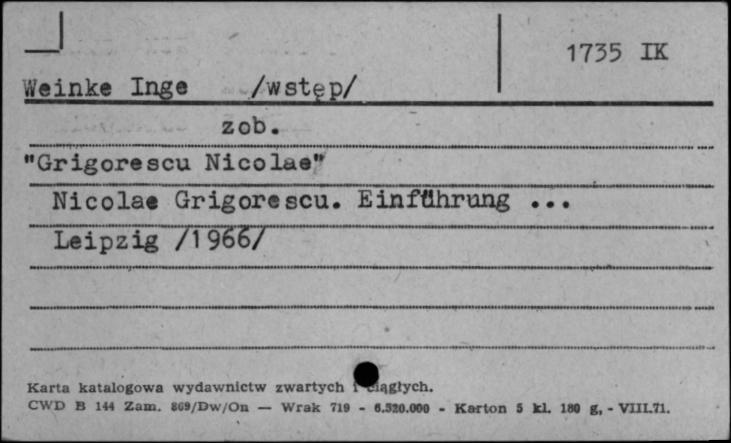 1735 IK
Weinke Inge /wstęp/
zob.
"Grigorescu Nicolae"
Nicolae Grigorescu. Einführung ...
Leipzig /1966/
Karta katalogowa wydawnictw zwartych i ciągłych.
CWD B 144 Zam. 869/Dw/On — Wrak 719 - 6.520.000 - Karton 5 kl. 180 g, - VIII.71.